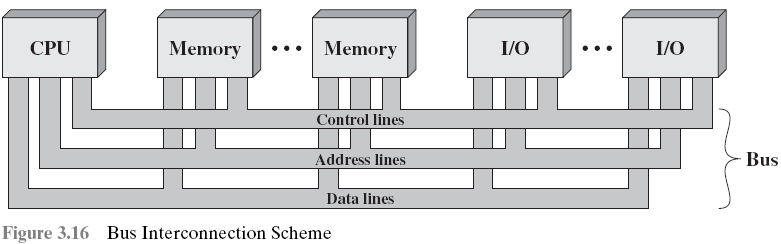 CPU Memory ••• Memory I/O ••• I/O
Control lines
Address lines
Bus
Data lines
Figure 3.16 Bus Interconnection Scheme